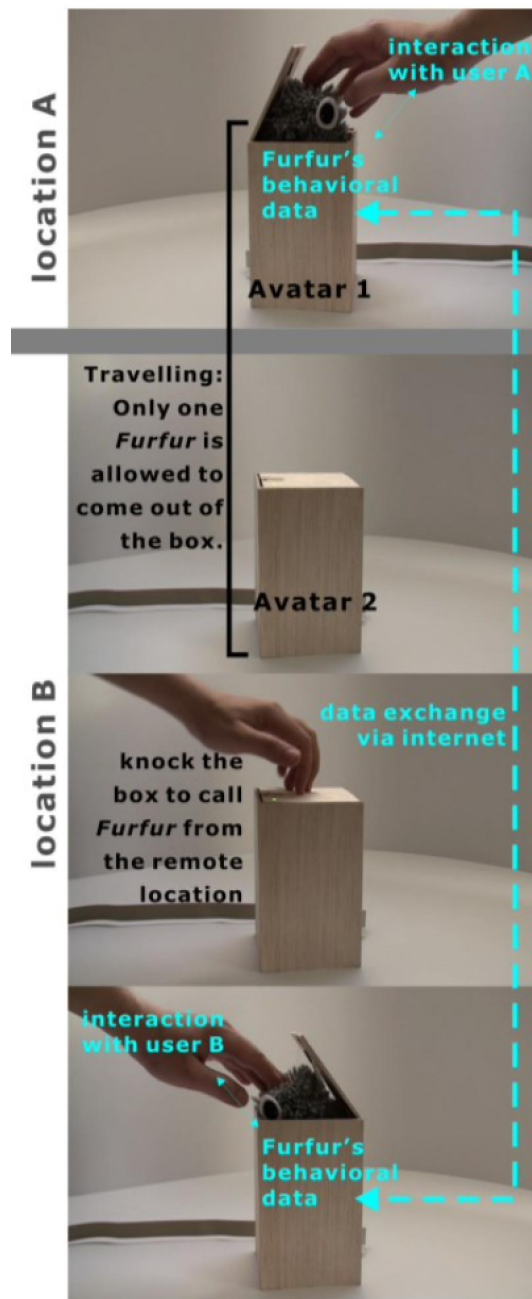 location A
interaction
with user A
Furfur's
behavioral
data
Avatar 1
Travelling:
Only one
Furfur is
allowed to
come out of
the box.
Avatar 2
location B
data exchange
via internet
knock the
box to call
Furfur from
the remote
location
interaction
with user B
Furfur's
behavioral
data